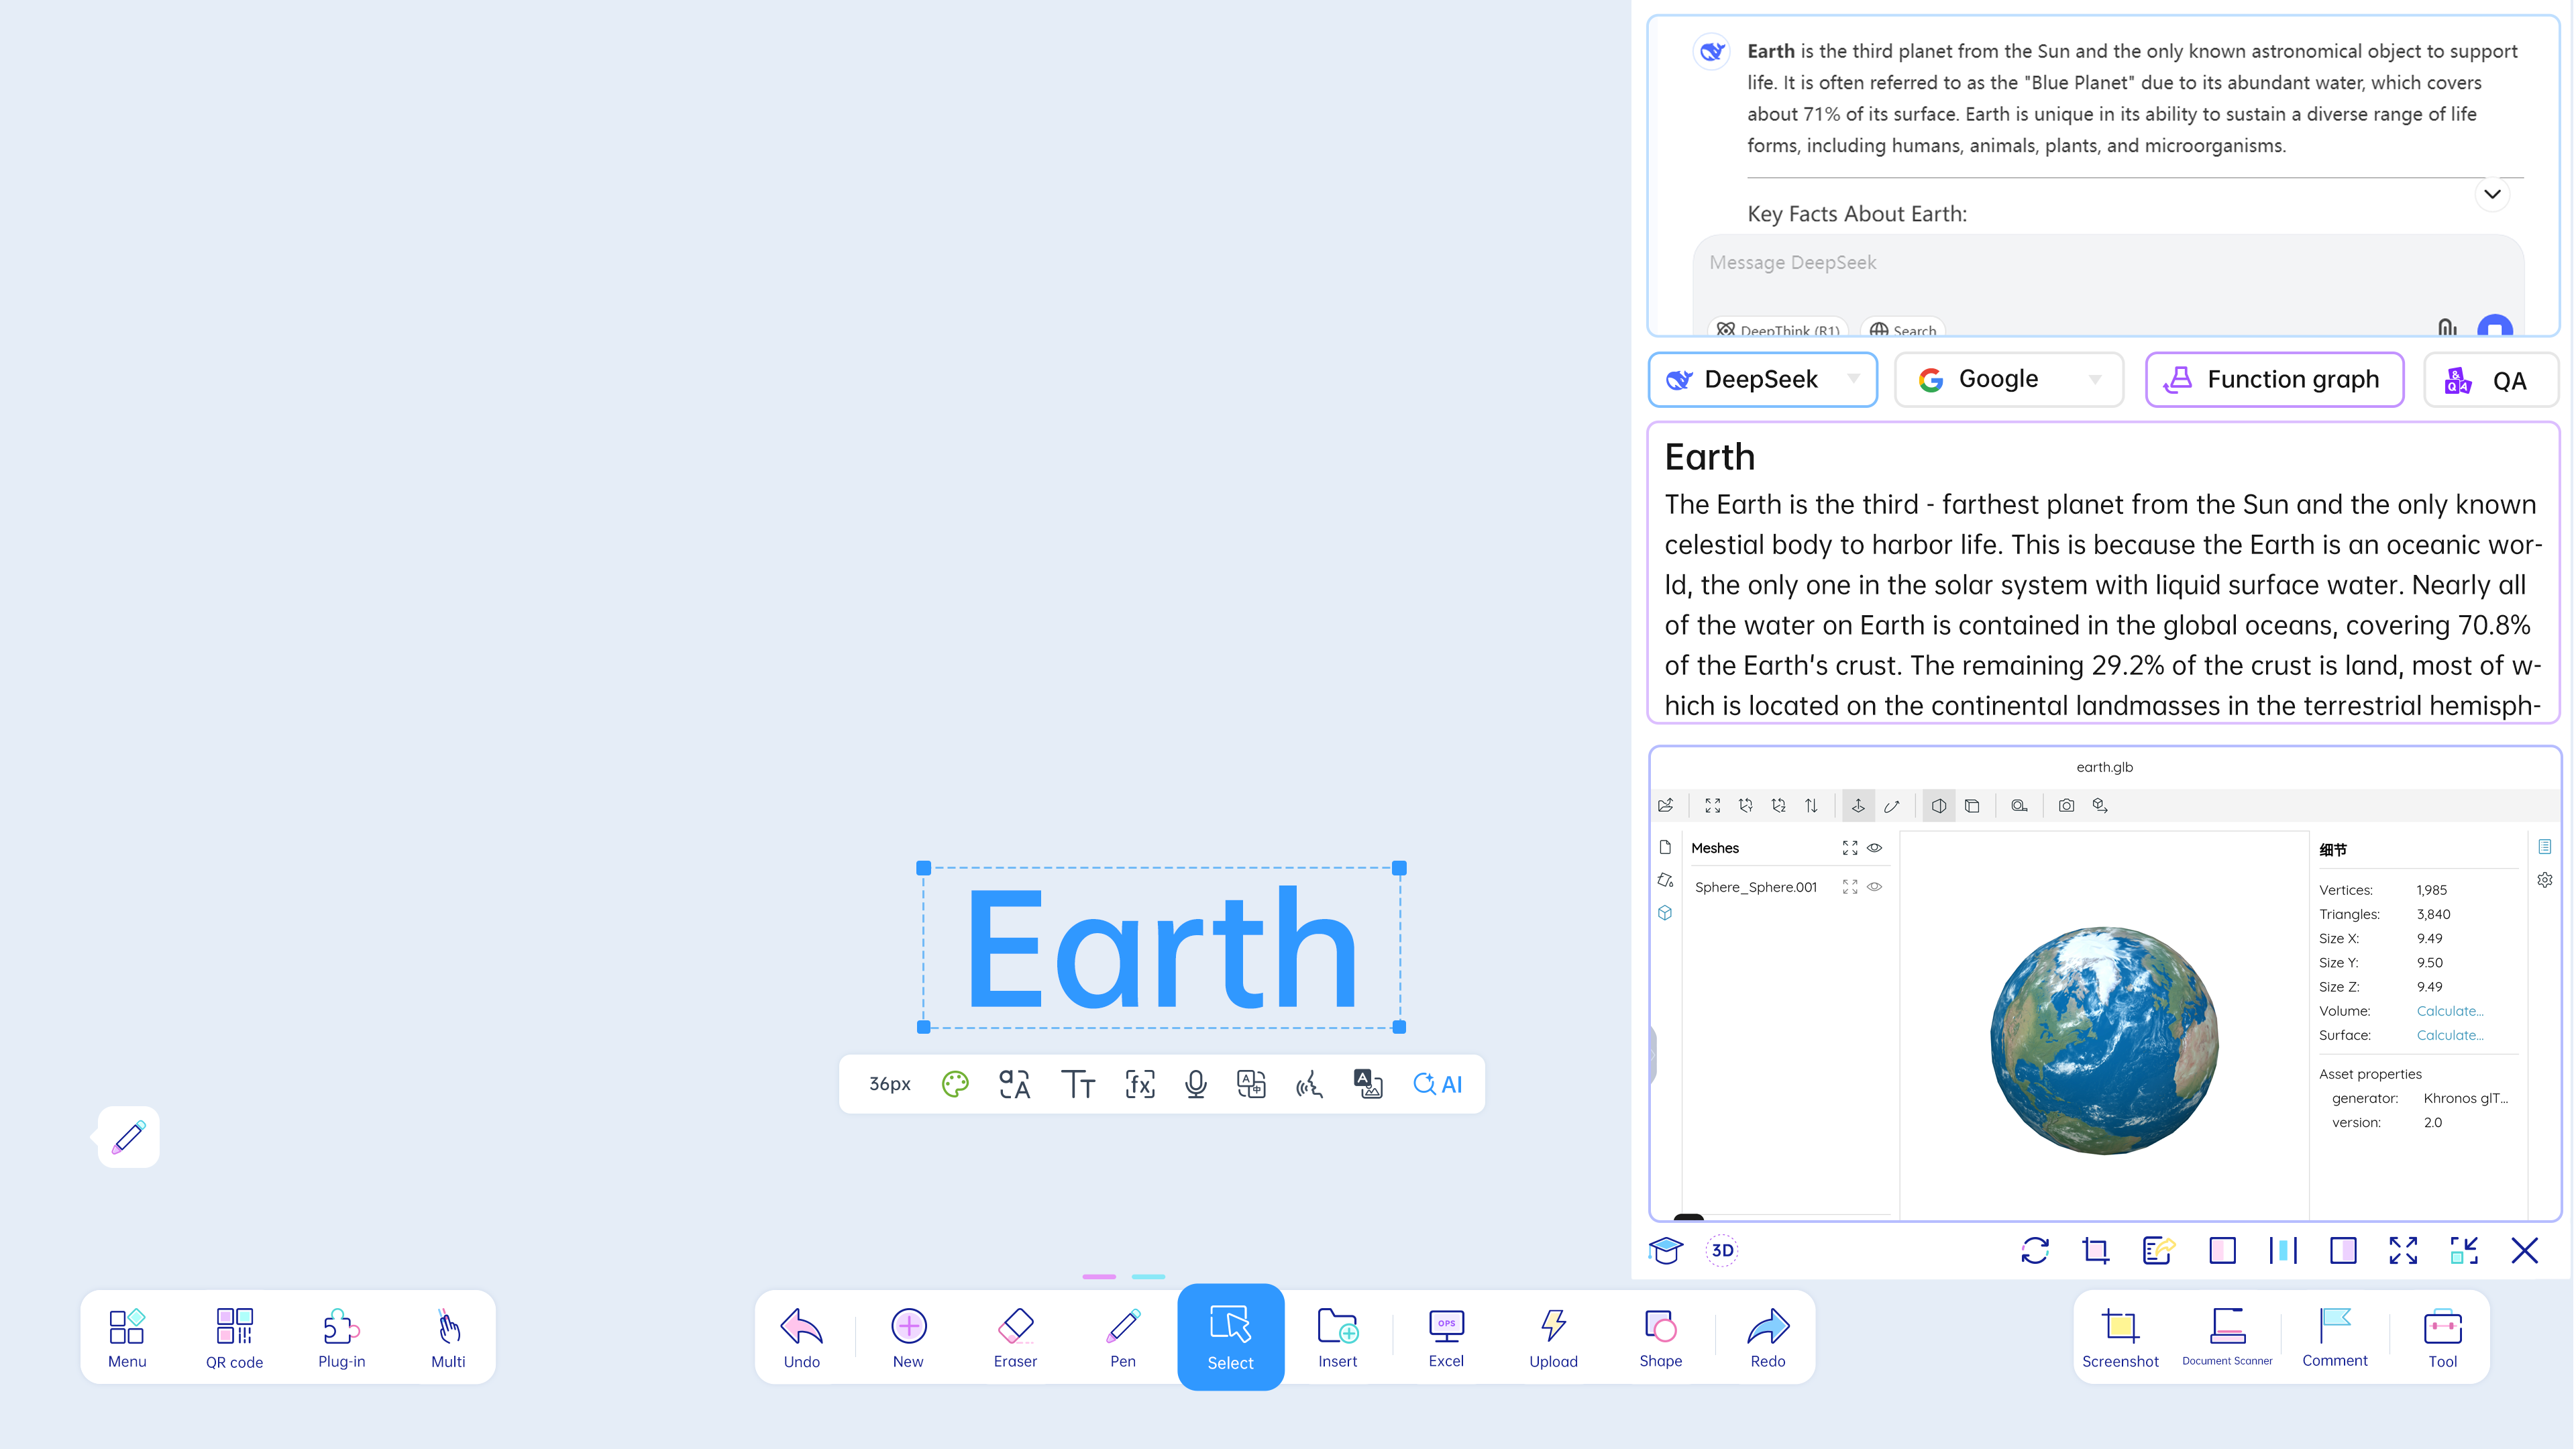 Earth is the third planet from the Sun and the only known astronomical object to support
life. It is often referred to as the "Blue Planet" due to its abundant water, which covers
about 71% of its surface. Earth is unique in its ability to sustain a diverse range of life
forms, including humans, animals, plants, and microorganisms.
Key Facts About Earth:
Message DeepSeek
DeepThink (R1) Search
DeepSeek Google Function graph QA
Earth
The Earth is the third - farthest planet from the Sun and the only known
celestial body to harbor life. This is because the Earth is an oceanic wor-
ld, the only one in the solar system with liquid surface water. Nearly all
of the water on Earth is contained in the global oceans, covering 70.8%
of the Earth's crust. The remaining 29.2% of the crust is land, most of w-
hich is located on the continental landmasses in the terrestrial hemisph-
earth.glb
Meshes
Sphere_Sphere.001
细节
Vertices: 1,985
Triangles: 3,840
Size X: 9.49
Size Y: 9.50
Size Z: 9.49
Volume: Calculate...
Surface: Calculate...
Asset properties
generator: Khronos glT...
version: 2.0
3D
Earth
36px AI
Menu QR code Plug-in Multi
OPS
Undo New Eraser Pen Select Insert Excel Upload Shape Redo
Screenshot Document Scanner Comment Tool